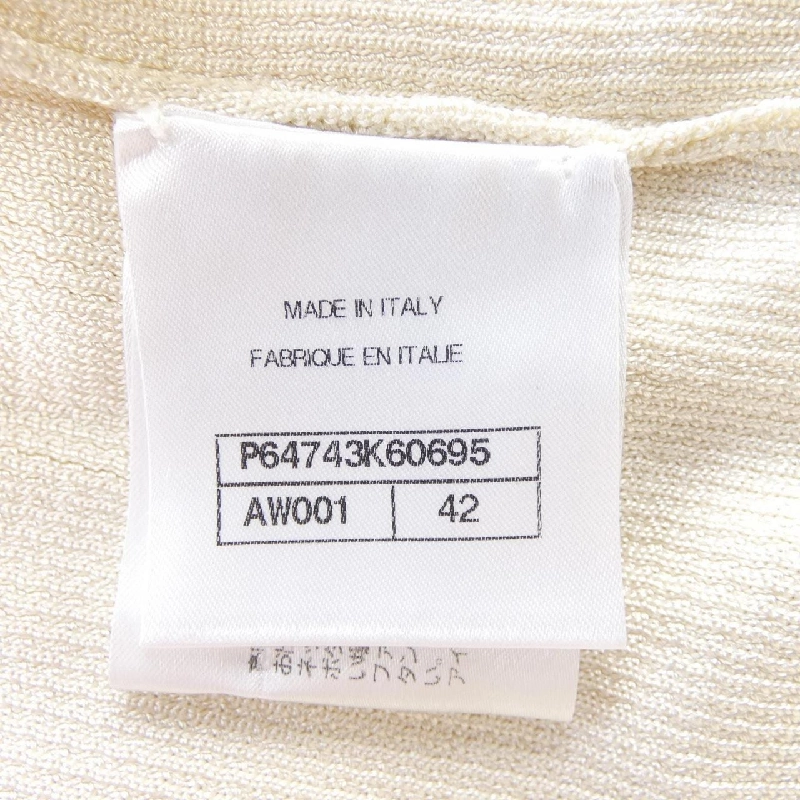 MADE IN ITALY
FABRIQUE EN ITALIE
P64743K60695
AW001 42